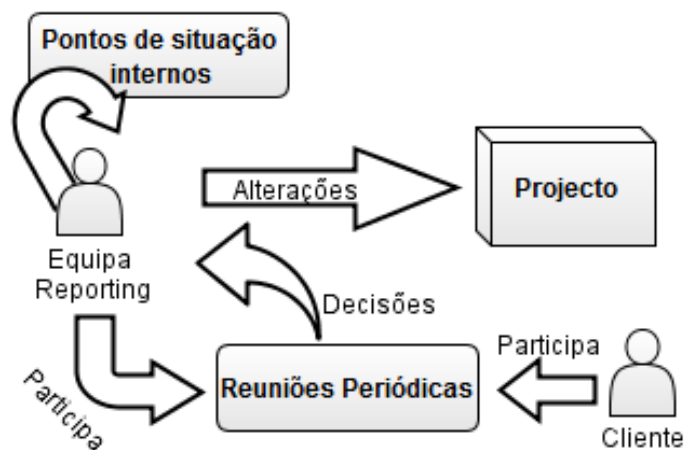 Pontos de situação
internos
Alterações
Projecto
Equipa
Reporting
Decisões
Participa
Reuniões Periódicas
Participa
Cliente